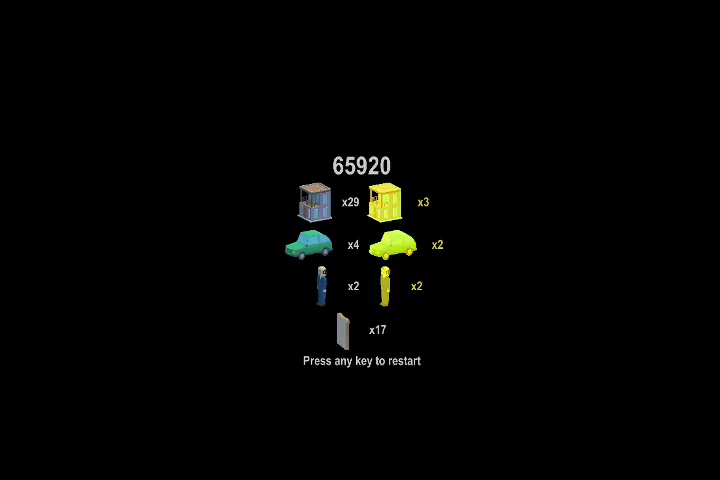 65920
x29 x3
x4 x2
x2 x2
x17
Press any key to restart